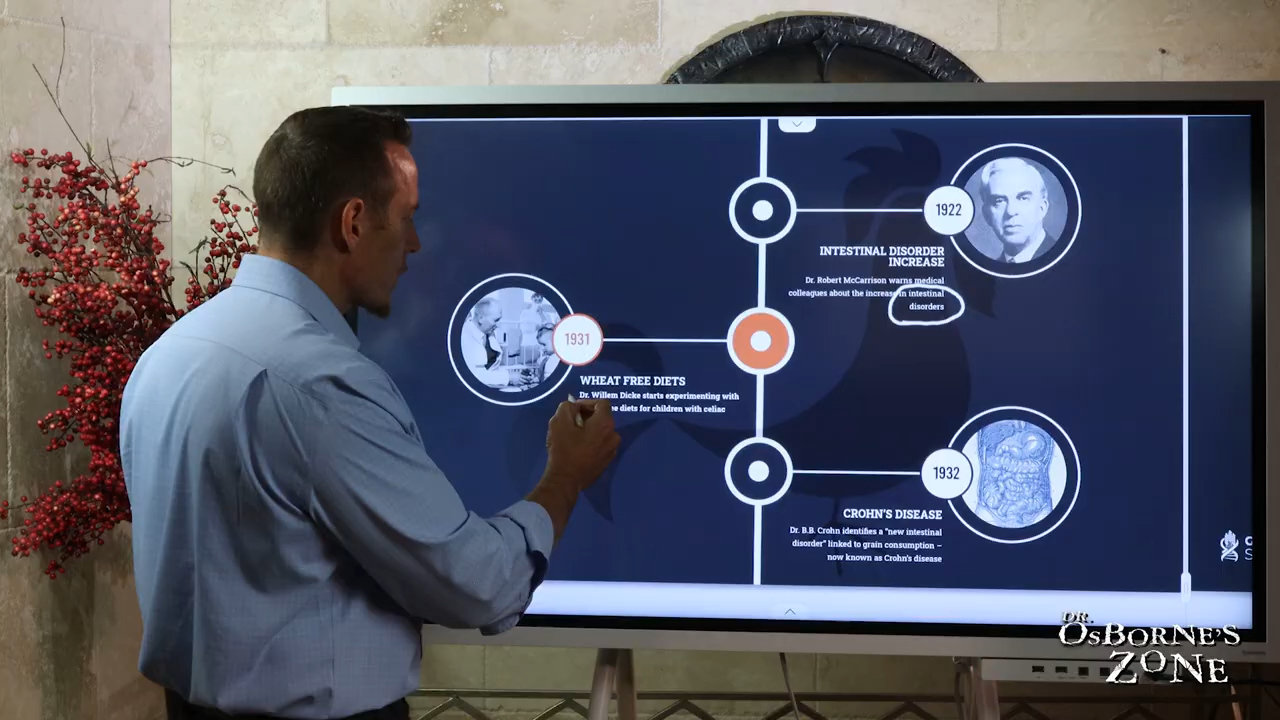 1922
INTESTINAL DISORDER
INCREASE
Dr. Robert McCarrison warns medical
colleagues about the increase in intestinal
disorders
1931
WHEAT FREE DIETS
Dr. Willem Dicke starts experimenting with
diets for children with celiac
1932
CROHN'S DISEASE
Dr. B.B. Crohn identifies a "new intestinal
disorder" linked to grain consumption –
now known as Crohn's disease
DR.
OSBORNE'S
ZONE